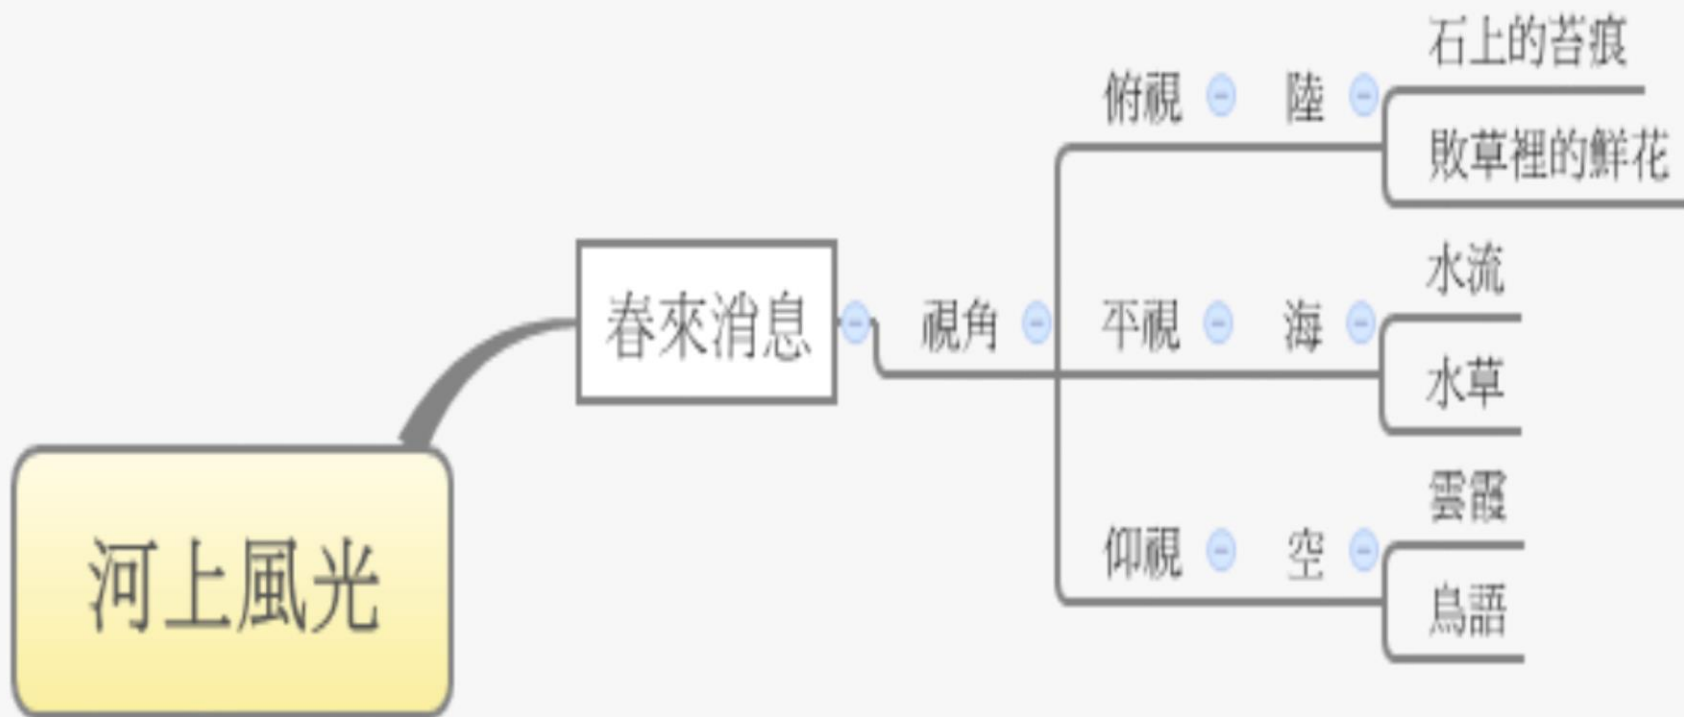 石上的苔痕
俯視 陸
敗草裡的鮮花
水流
春來消息 視角 平視 海
水草
雲霞
仰視 空
鳥語
河上風光